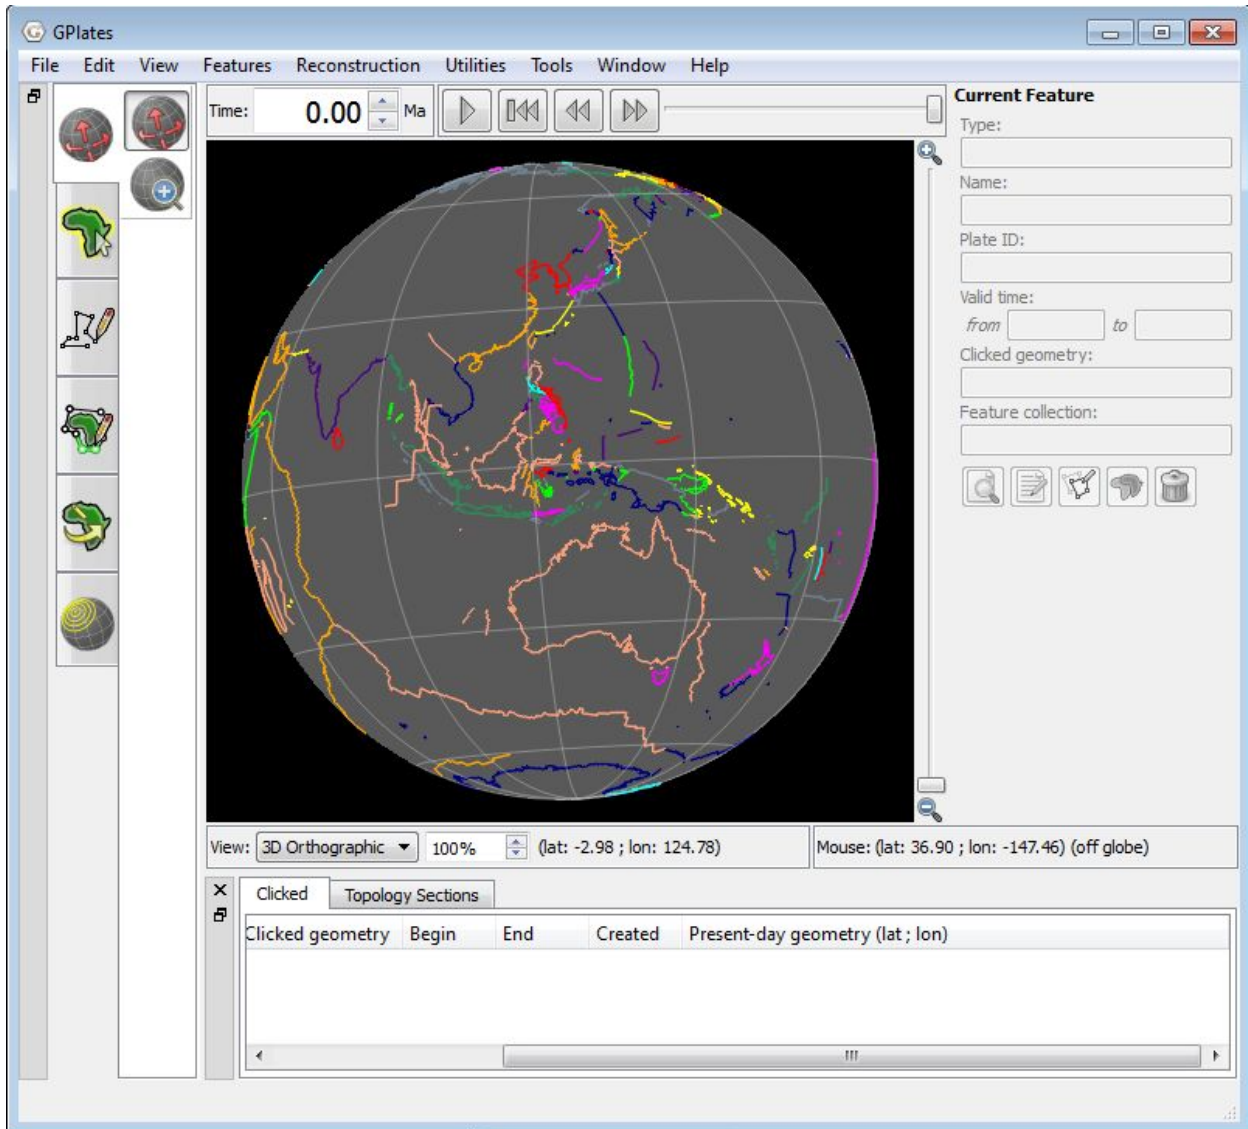 GPlates
File Edit View Features Reconstruction Utilities Tools Window Help
Time: 0.00 Ma
Current Feature
Type:
Name:
Plate ID:
Valid time:
from to
Clicked geometry:
Feature collection:
View: 3D Orthographic 100% (lat: -2.98 ; lon: 124.78) Mouse: (lat: 36.90 ; lon: -147.46) (off globe)
Clicked Topology Sections
Clicked geometry Begin End Created Present-day geometry (lat ; lon)